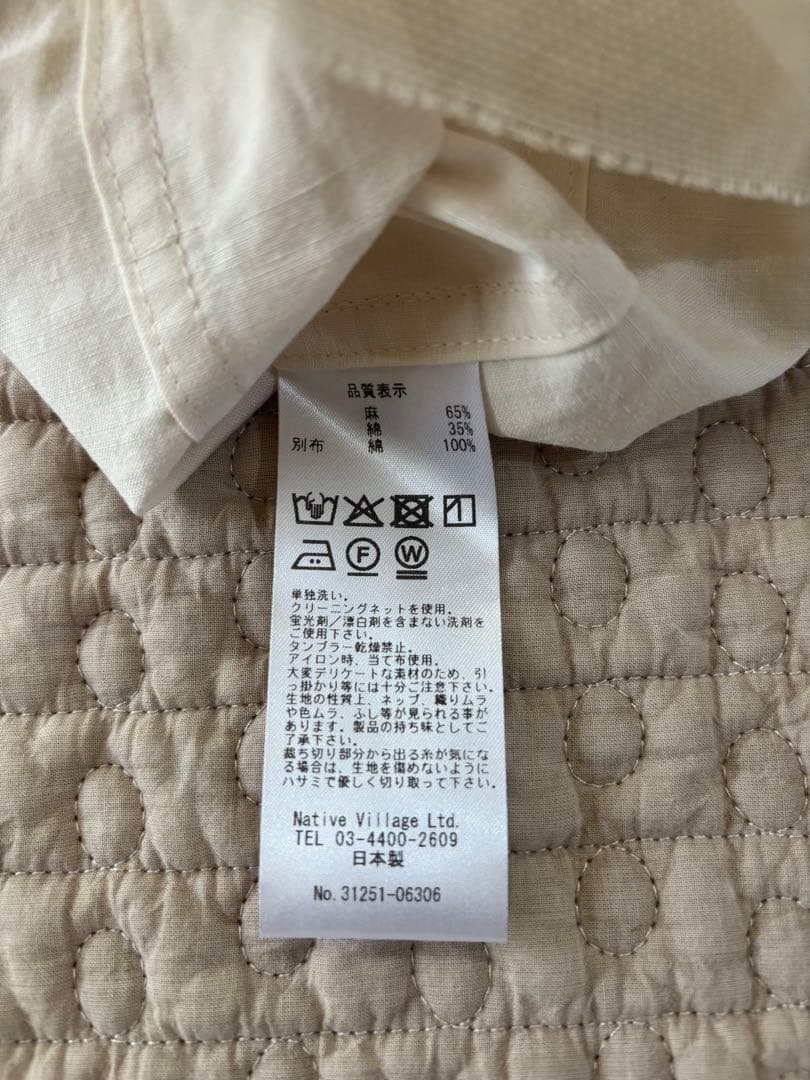 品質表示
麻 65%
綿 35%
別布 綿 100%
F W
単独洗い。
クリーニングネットを使用。
蛍光剤/漂白剤を含まない洗剤を
ご使用下さい。
タンブラー乾燥禁止。
アイロン時、当て布使用。
大変デリケートな素材のため、引
っ掛かり等には十分ご注意下さい。
生地の性質上、ネップ、織りムラ
や色ムラ、ふし等が見られる事が
あります。製品の持ち味としてご
了承下さい。
裁ち切り部分から出る糸が気にな
る場合は、生地を傷めないように
ハサミで優しく切り取って下さい。
Native Village Ltd.
TEL 03-4400-2609
日本製
No.31251-06306